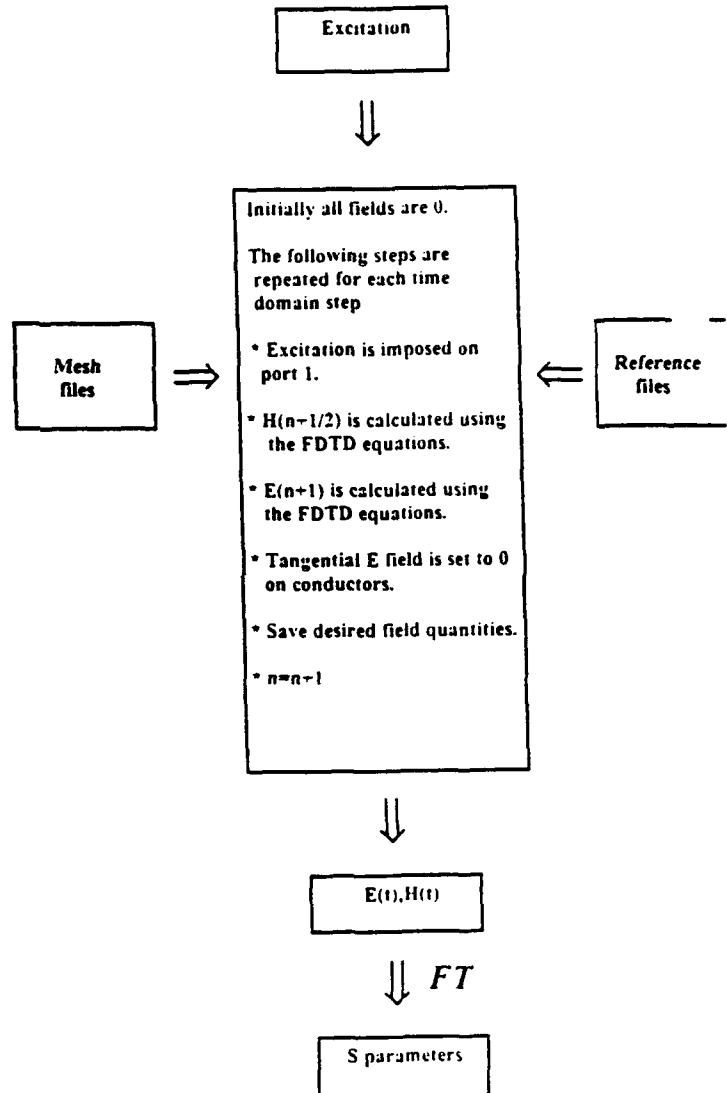 Excitation
Initially all fields are 0.
The following steps are
repeated for each time
domain step
* Excitation is imposed on
port 1.
* H(n+1/2) is calculated using
the FDTD equations.
* E(n+1) is calculated using
the FDTD equations.
* Tangential E field is set to 0
on conductors.
* Save desired field quantities.
* n=n+1
Mesh
files
Reference
files
E(t),H(t)
FT
S parameters